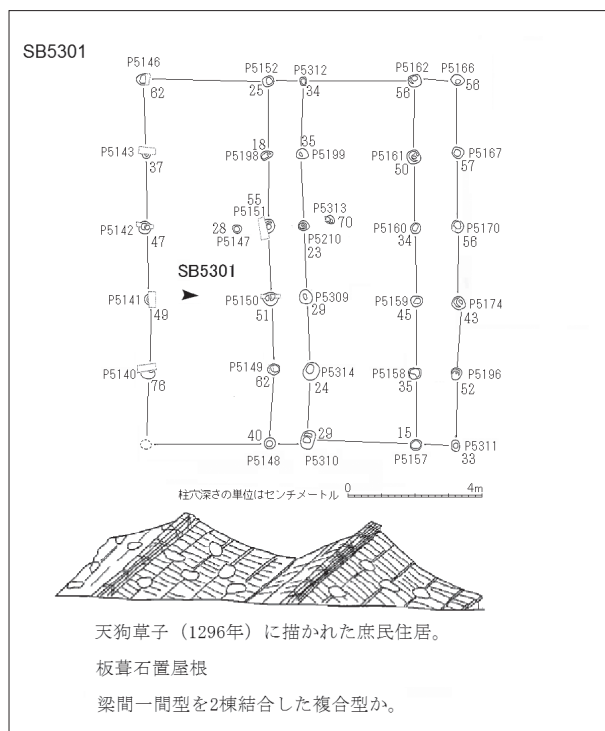 SB5301
P5146 P5152 P5312 P5162 P5166
62 25 34 56 56
P5143 18 P5198 35 P5199 P5161 P5167
37 50 57
P5142 28 P5147 55 P5151 P5313 70 P5160 P5170
47 P5210 23 34 56
SB5301
P5141 P5150 P5309 P5159 P5174
49 51 29 45 43
P5140 P5149 P5314 P5158 P5196
76 62 24 35 52
40 29 15
P5148 P5310 P5157 P5311
33
柱穴深さの単位はセンチメートル 0 4m
天狗草子(1296年)に描かれた庶民住居。
板葺石置屋根
梁間一間型を2棟結合した複合型か。